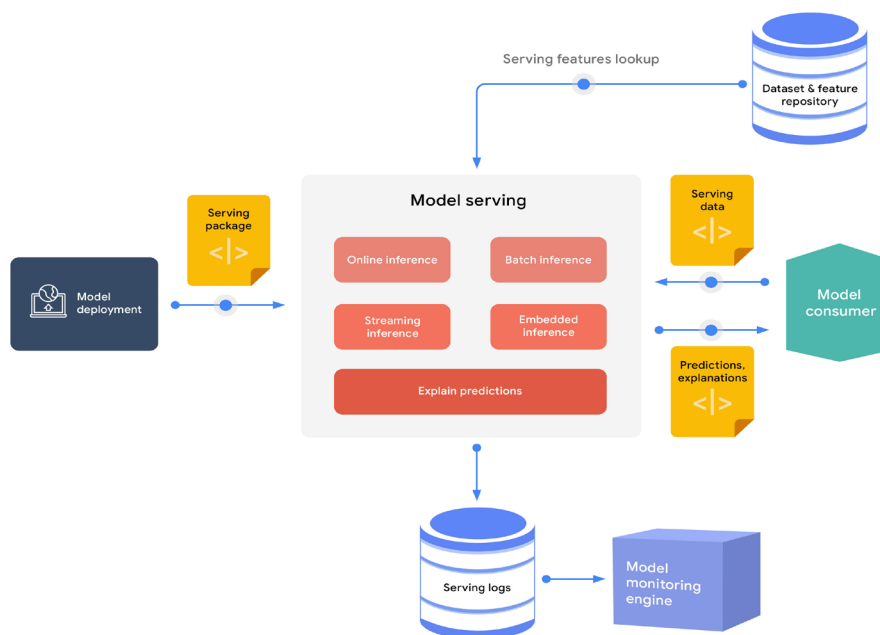 Serving features lookup
Dataset & feature
repository
Model serving
Serving
package
</>
Serving
data
</>
Online inference
Batch inference
Model
deployment
Streaming
inference
Embedded
inference
Model
consumer
Explain predictions
Predictions,
explanations
</>
Serving logs
Model
monitoring
engine